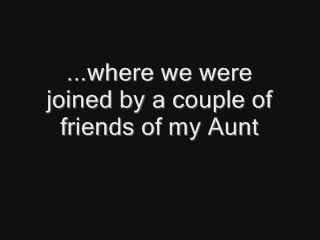 ...where we were
joined by a couple of
friends of my Aunt